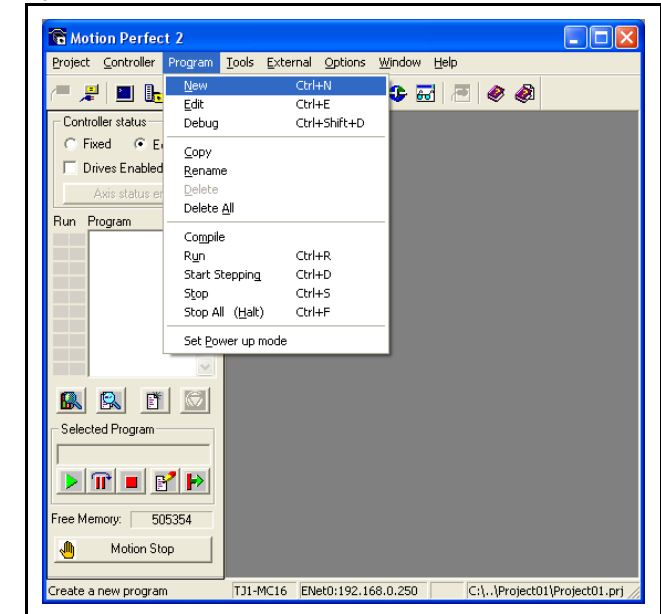 Motion Perfect 2
Project Controller Program Tools External Options Window Help
New Ctrl+N
Edit Ctrl+E
Debug Ctrl+Shift+D
Copy
Rename
Delete
Delete All
Compile
Run Ctrl+R
Start Stepping Ctrl+D
Stop Ctrl+S
Stop All (Halt) Ctrl+F
Set Power up mode
Controller status
Fixed E
Drives Enabled
Axis status er
Run Program
Selected Program
Free Memory: 505354
Motion Stop
Create a new program TJ1-MC16 ENet0:192.168.0.250 C:\..\Project01\Project01.prj